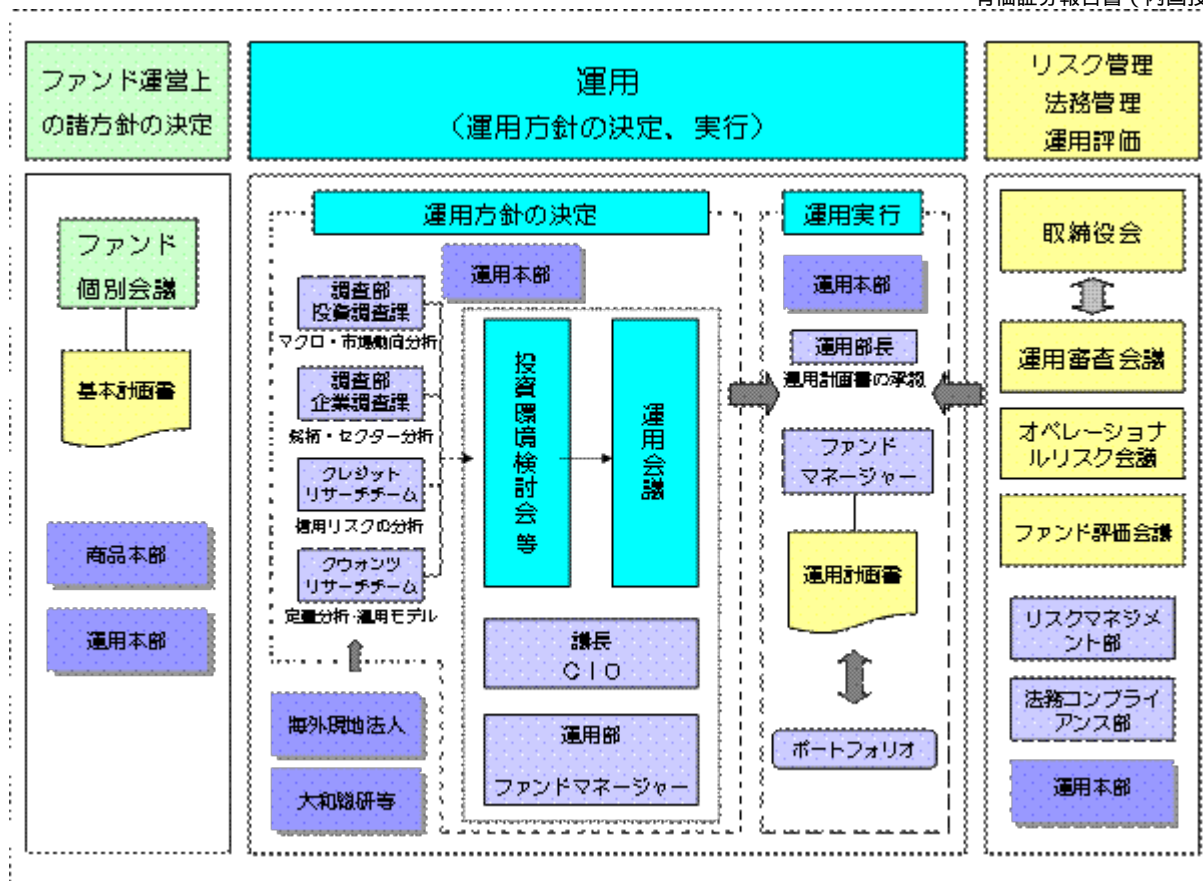 有価証券報告書（内国投
ファンド運営上
の諸方針の決定
運用
（運用方針の決定、実行）
リスク管理
法務管理
運用評価
ファンド
個別会議
基本計画書
商品本部
運用本部
運用方針の決定
運用本部
調査部
投資調査課
マクロ・市場動向分析
調査部
企業調査課
銘柄・セクター分析
クレジット
リサーチチーム
信用リスクの分析
クウォンツ
リサーチチーム
定量分析・運用モデル
海外現地法人
大和総研等
投資環境検討会等
運用会議
議長
ＣＩＯ
運用部
ファンドマネージャー
運用実行
運用本部
運用部長
運用計画書の承認
ファンド
マネージャー
運用計画書
ポートフォリオ
取締役会
運用審査会議
オペレーショナ
ルリスク会議
ファンド評価会議
リスクマネジメ
ント部
法務コンプライ
アンス部
運用本部